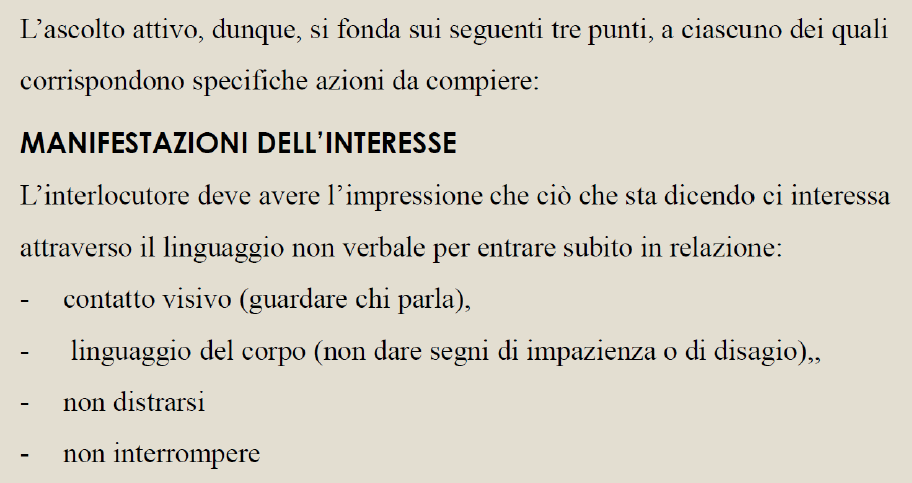 L’ascolto attivo, dunque, si fonda sui seguenti tre punti, a ciascuno dei quali
corrispondono specifiche azioni da compiere:
MANIFESTAZIONI DELL’INTERESSE
L’interlocutore deve avere l’impressione che ciò che sta dicendo ci interessa
attraverso il linguaggio non verbale per entrare subito in relazione:
- contatto visivo (guardare chi parla),
- linguaggio del corpo (non dare segni di impazienza o di disagio),,
- non distrarsi
- non interrompere